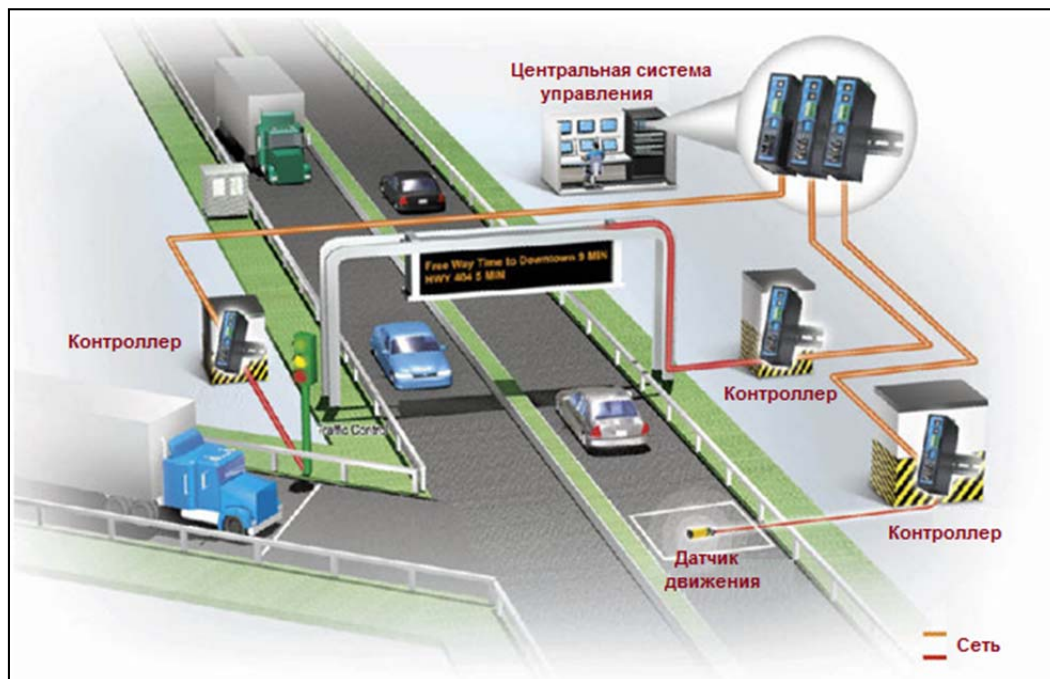 Центральная система
управления
Free Way Time to Downtown 9 MIN
HWY 404 5 MIN
Контроллер
Контроллер
Traffic Control
Контроллер
Датчик
движения
Сеть